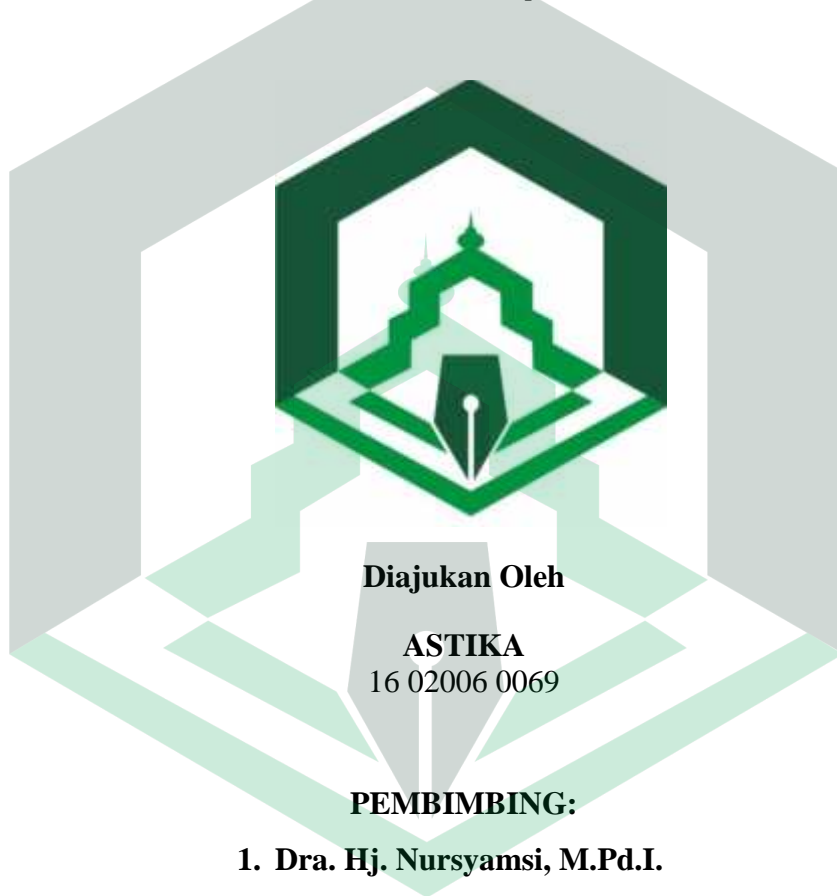 Diajukan Oleh
ASTIKA
16 02006 0069
PEMBIMBING:
1. Dra. Hj. Nursyamsi, M.Pd.I.